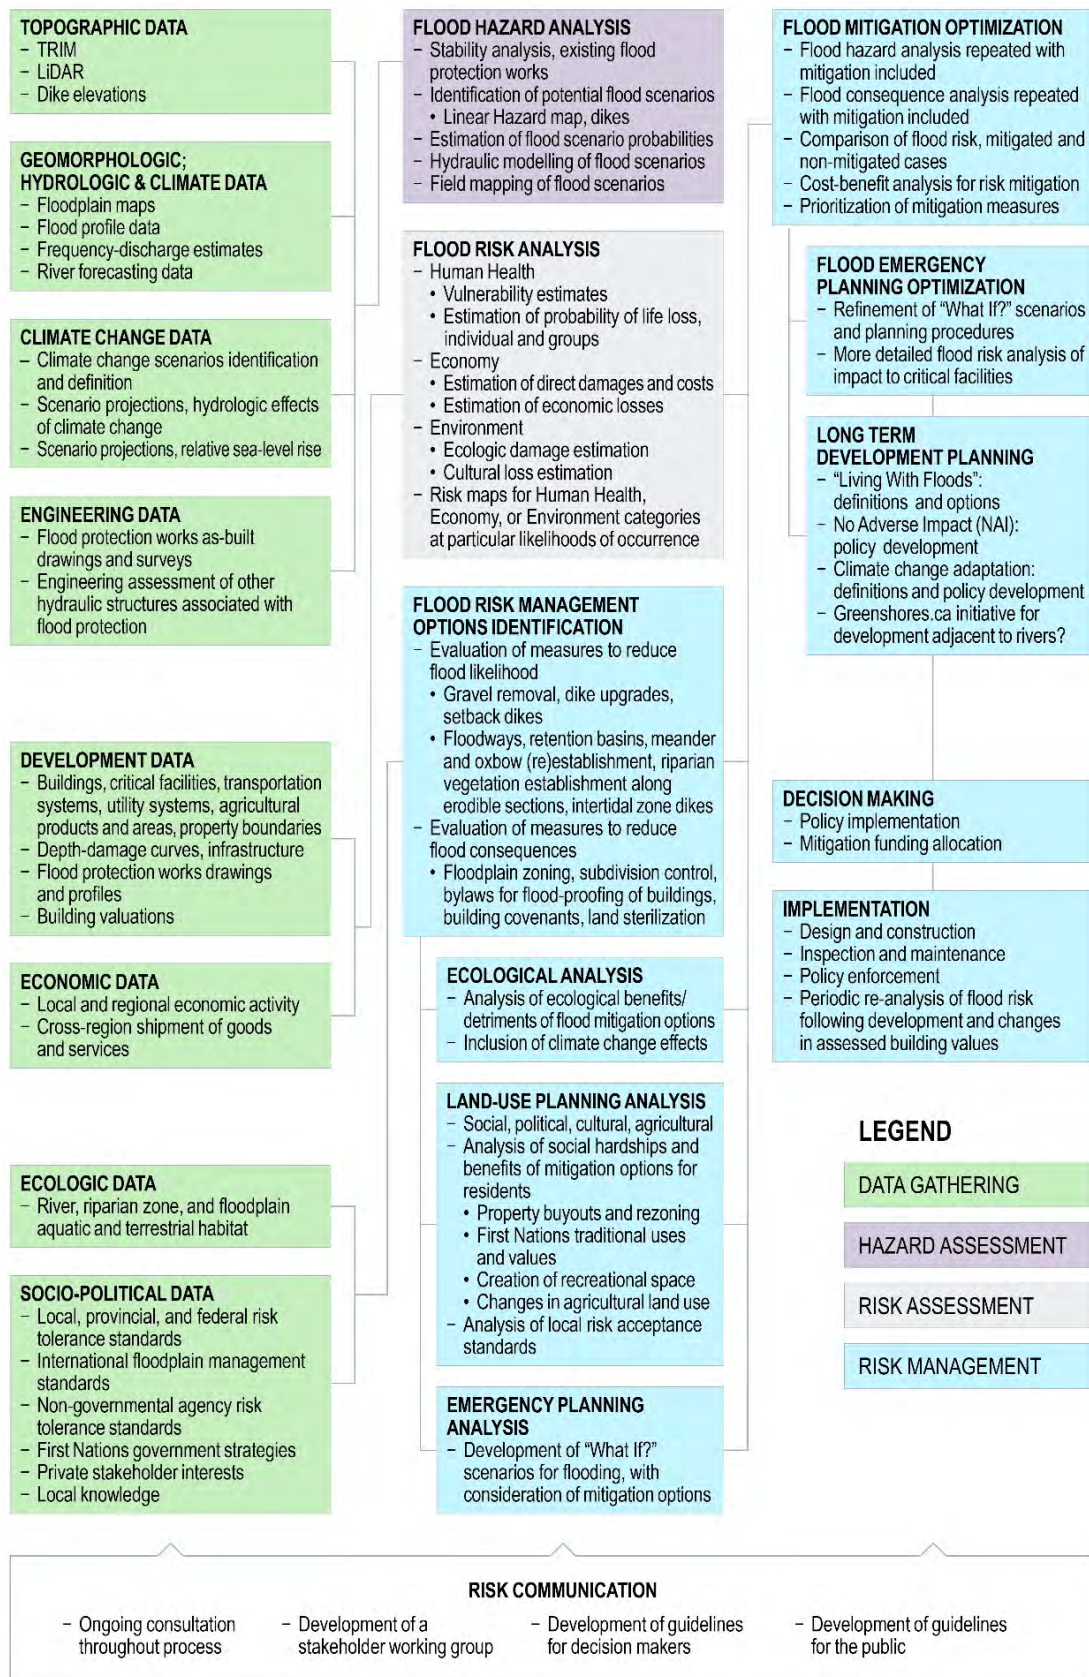 TOPOGRAPHIC DATA
– TRIM
– LiDAR
– Dike elevations
GEOMORPHOLOGIC;
HYDROLOGIC & CLIMATE DATA
– Floodplain maps
– Flood profile data
– Frequency-discharge estimates
– River forecasting data
CLIMATE CHANGE DATA
– Climate change scenarios identification
and definition
– Scenario projections, hydrologic effects
of climate change
– Scenario projections, relative sea-level rise
ENGINEERING DATA
– Flood protection works as-built
drawings and surveys
– Engineering assessment of other
hydraulic structures associated with
flood protection
DEVELOPMENT DATA
– Buildings, critical facilities, transportation
systems, utility systems, agricultural
products and areas, property boundaries
– Depth-damage curves, infrastructure
– Flood protection works drawings
and profiles
– Building valuations
ECONOMIC DATA
– Local and regional economic activity
– Cross-region shipment of goods
and services
ECOLOGIC DATA
– River, riparian zone, and floodplain
aquatic and terrestrial habitat
SOCIO-POLITICAL DATA
– Local, provincial, and federal risk
tolerance standards
– International floodplain management
standards
– Non-governmental agency risk
tolerance standards
– First Nations government strategies
– Private stakeholder interests
– Local knowledge
FLOOD HAZARD ANALYSIS
– Stability analysis, existing flood
protection works
– Identification of potential flood scenarios
• Linear Hazard map, dikes
– Estimation of flood scenario probabilities
– Hydraulic modelling of flood scenarios
– Field mapping of flood scenarios
FLOOD RISK ANALYSIS
– Human Health
• Vulnerability estimates
• Estimation of probability of life loss,
individual and groups
– Economy
• Estimation of direct damages and costs
• Estimation of economic losses
– Environment
• Ecologic damage estimation
• Cultural loss estimation
– Risk maps for Human Health,
Economy, or Environment categories
at particular likelihoods of occurrence
FLOOD RISK MANAGEMENT
OPTIONS IDENTIFICATION
– Evaluation of measures to reduce
flood likelihood
• Gravel removal, dike upgrades,
setback dikes
• Floodways, retention basins, meander
and oxbow (re)establishment, riparian
vegetation establishment along
erodible sections, intertidal zone dikes
– Evaluation of measures to reduce
flood consequences
• Floodplain zoning, subdivision control,
bylaws for flood-proofing of buildings,
building covenants, land sterilization
ECOLOGICAL ANALYSIS
– Analysis of ecological benefits/
detriments of flood mitigation options
– Inclusion of climate change effects
LAND-USE PLANNING ANALYSIS
– Social, political, cultural, agricultural
– Analysis of social hardships and
benefits of mitigation options for
residents
• Property buyouts and rezoning
• First Nations traditional uses
and values
• Creation of recreational space
• Changes in agricultural land use
– Analysis of local risk acceptance
standards
EMERGENCY PLANNING
ANALYSIS
– Development of "What If?"
scenarios for flooding, with
consideration of mitigation options
FLOOD MITIGATION OPTIMIZATION
– Flood hazard analysis repeated with
mitigation included
– Flood consequence analysis repeated
with mitigation included
– Comparison of flood risk, mitigated and
non-mitigated cases
– Cost-benefit analysis for risk mitigation
– Prioritization of mitigation measures
FLOOD EMERGENCY
PLANNING OPTIMIZATION
– Refinement of "What If?" scenarios
and planning procedures
– More detailed flood risk analysis of
impact to critical facilities
LONG TERM
DEVELOPMENT PLANNING
– "Living With Floods":
definitions and options
– No Adverse Impact (NAI):
policy development
– Climate change adaptation:
definitions and policy development
– Greenshores.ca initiative for
development adjacent to rivers?
DECISION MAKING
– Policy implementation
– Mitigation funding allocation
IMPLEMENTATION
– Design and construction
– Inspection and maintenance
– Policy enforcement
– Periodic re-analysis of flood risk
following development and changes
in assessed building values
LEGEND
DATA GATHERING
HAZARD ASSESSMENT
RISK ASSESSMENT
RISK MANAGEMENT
RISK COMMUNICATION
– Ongoing consultation
throughout process
– Development of a
stakeholder working group
– Development of guidelines
for decision makers
– Development of guidelines
for the public